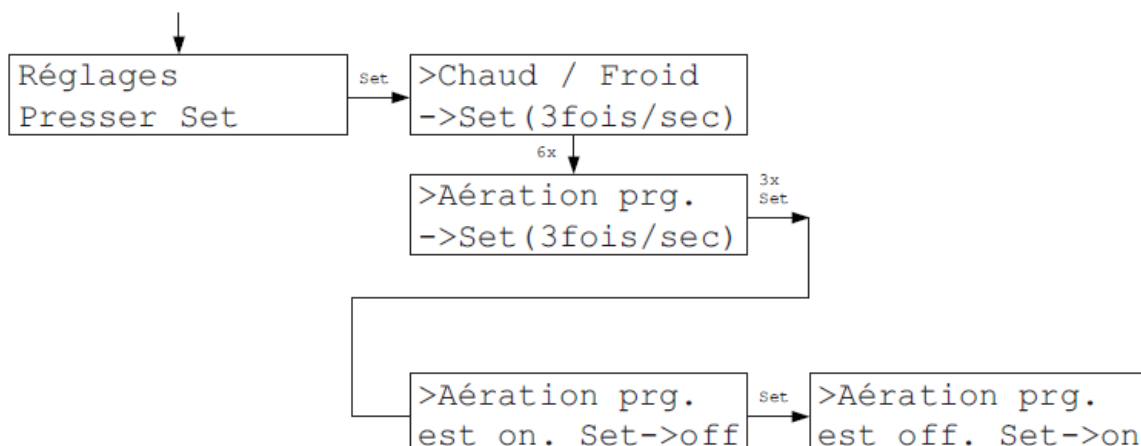 Réglages
Presser Set
Set
>Chaud / Froid
->Set(3fois/sec)
6x
>Aération prg.
->Set(3fois/sec)
3x
Set
>Aération prg.
est on. Set->off
Set
>Aération prg.
est off. Set->on